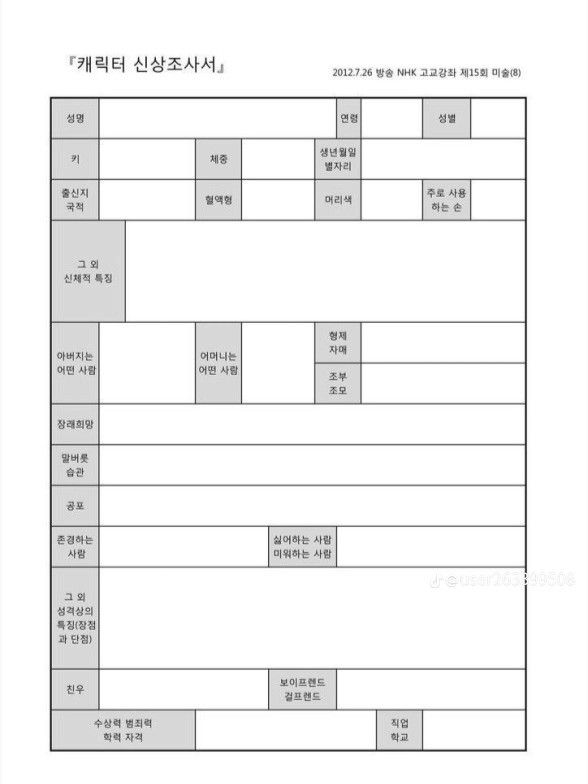 『캐릭터 신상조사서』
2012.7.26 방송 NHK 고교강좌 제15회 미술(8)
성명
연령
성별
키
체중
생년월일
별자리
출신지
국적
혈액형
머리색
주로 사용
하는 손
그 외
신체적 특징
아버지는
어떤 사람
어머니는
어떤 사람
형제
자매
조부
조모
장래희망
말버릇
습관
공포
존경하는
사람
싫어하는 사람
미워하는 사람
그 외
성격상의
특징(장점
과 단점)
친우
보이프렌드
걸프렌드
수상력 범죄력
학력 자격
직업
학교